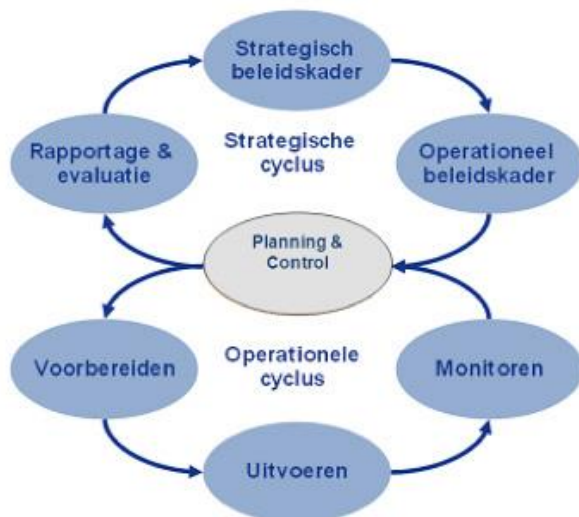 Strategisch
beleidskader
Rapportage &
evaluatie
Strategische
cyclus
Operationeel
beleidskader
Planning &
Control
Voorbereiden
Operationele
cyclus
Monitoren
Uitvoeren